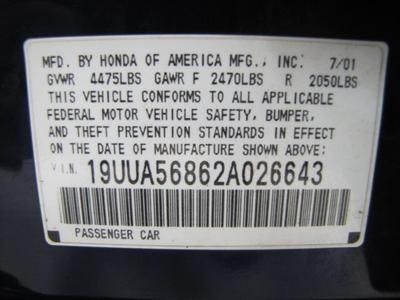 MFD. BY HONDA OF AMERICA MFG., INC. 7/01
GVWR 4475LBS GAWR F 2470LBS R 2050LBS
THIS VEHICLE CONFORMS TO ALL APPLICABLE
FEDERAL MOTOR VEHICLE SAFETY, BUMPER,
AND THEFT PREVENTION STANDARDS IN EFFECT
ON THE DATE OF MANUFACTURE SHOWN ABOVE:
V.I.N. 19UUA56862A026643
PASSENGER CAR